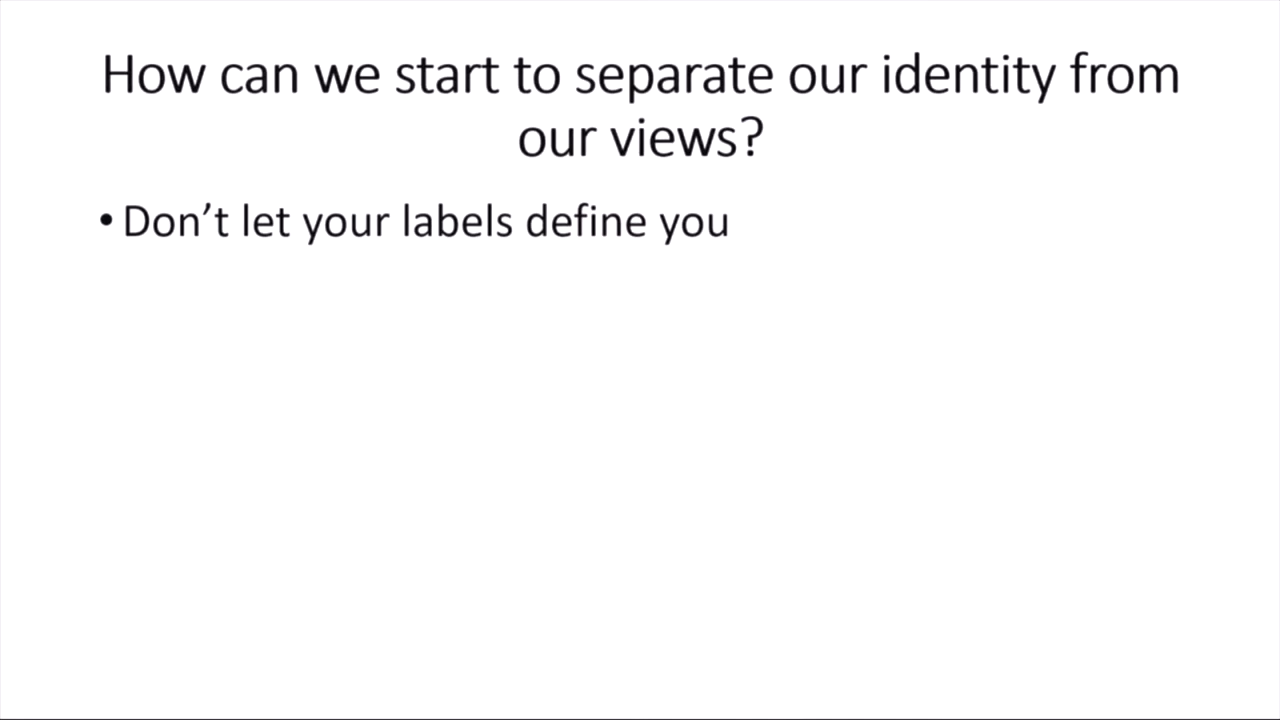 How can we start to separate our identity from
our views?
• Don’t let your labels define you